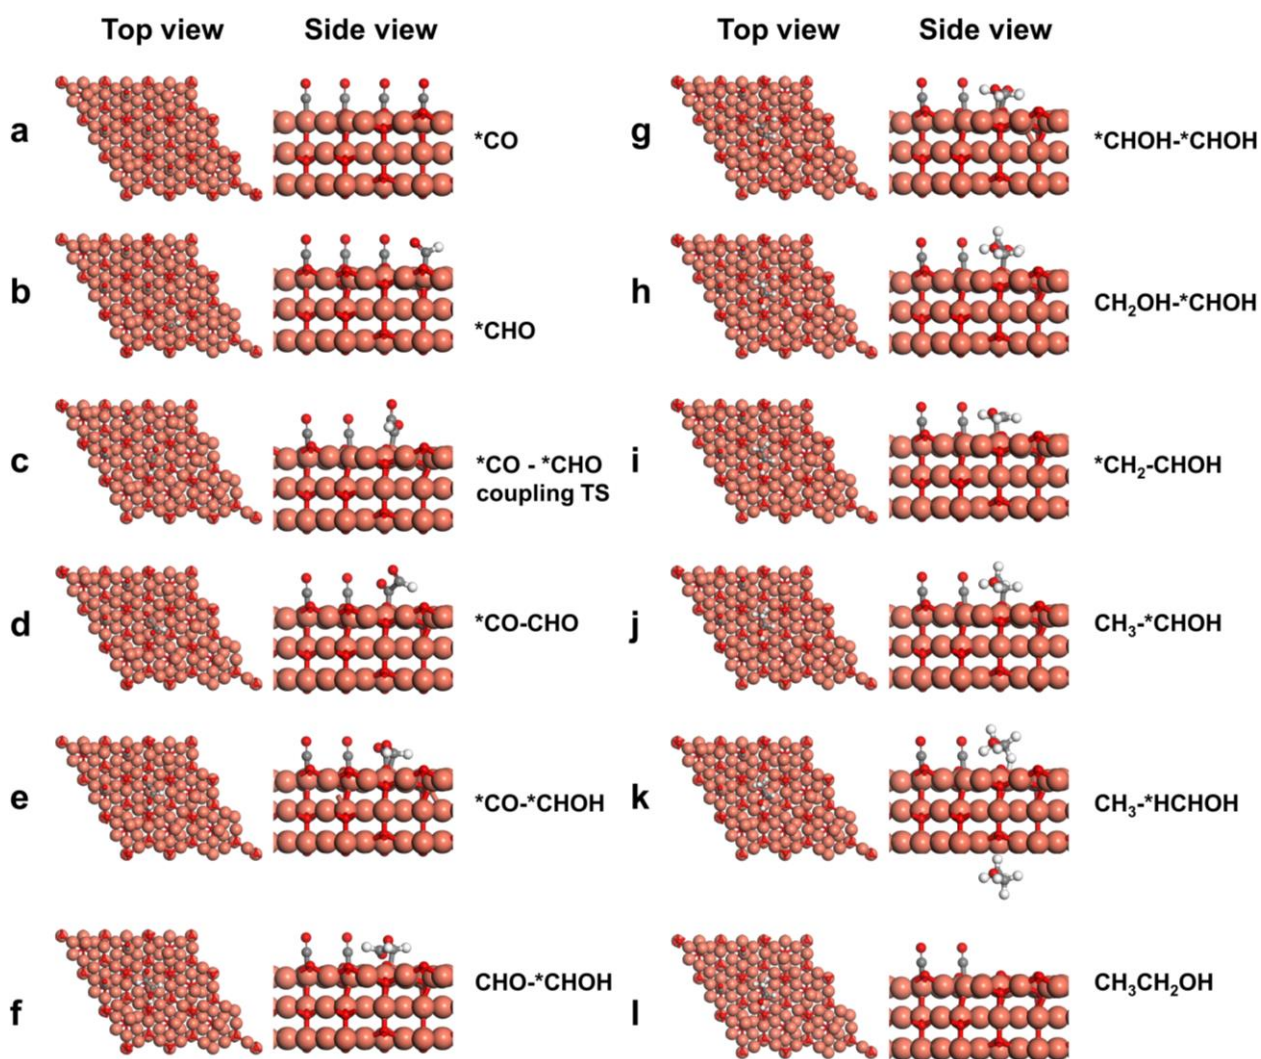 Top view Side view Top view Side view
a *CO
g *CHOH-*CHOH
b *CHO
h CH₂OH-*CHOH
c *CO - *CHO
coupling TS
i *CH₂-CHOH
d *CO-CHO
j CH₃-*CHOH
e *CO-*CHOH
k CH₃-*HCHOH
f CHO-*CHOH
l CH₃CH₂OH